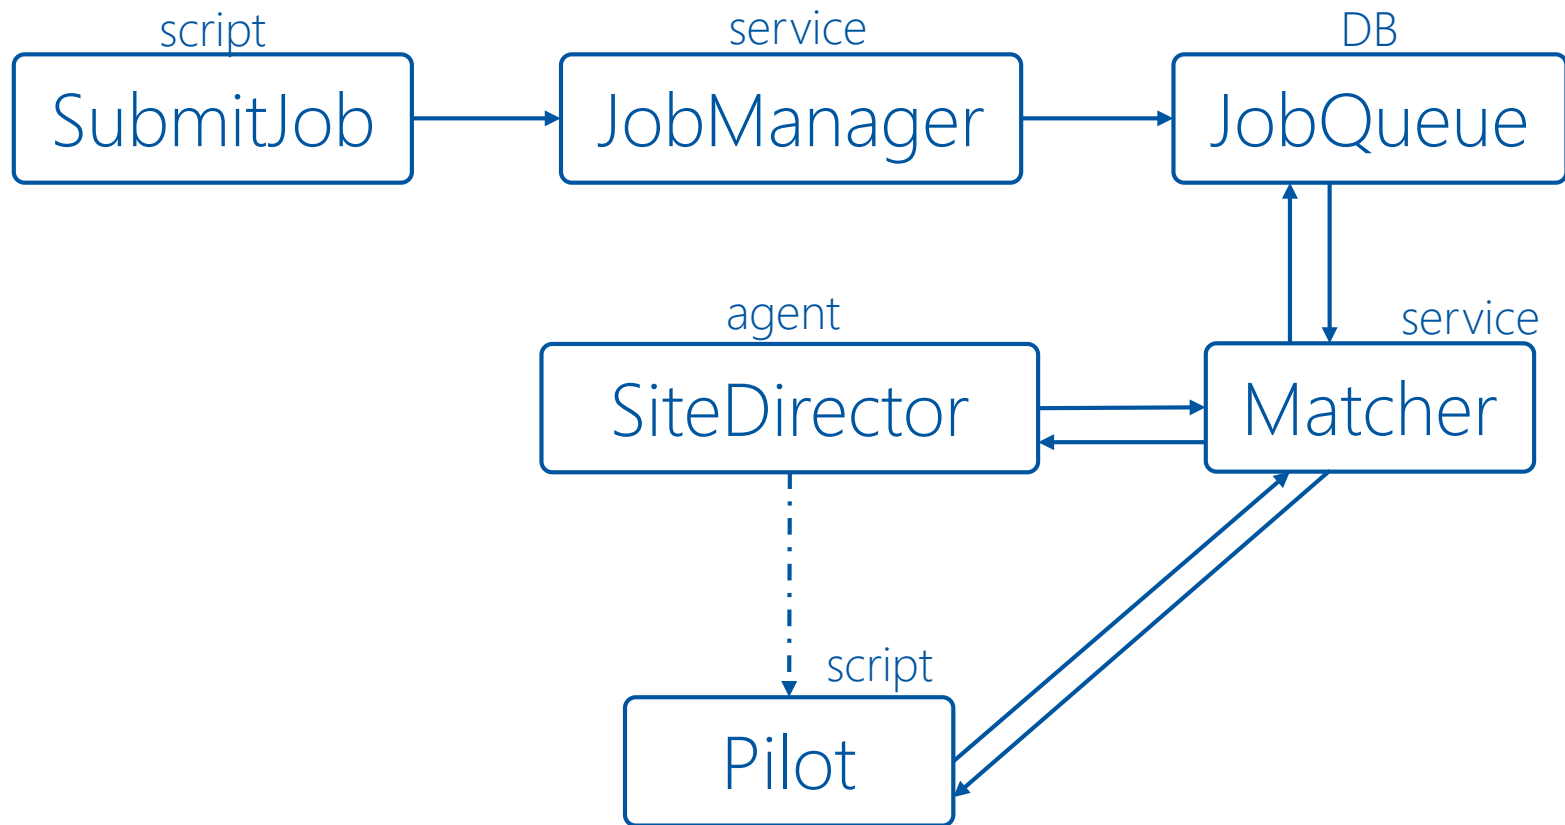 script
SubmitJob
service
JobManager
DB
JobQueue
agent
SiteDirector
service
Matcher
script
Pilot